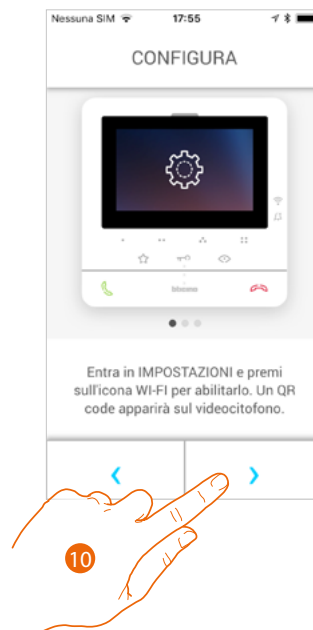 Nessuna SIM 17:55
CONFIGURA
bticino
Entra in IMPOSTAZIONI e premi
sull'icona WI-FI per abilitarlo. Un QR
code apparirà sul videocitofono.
10